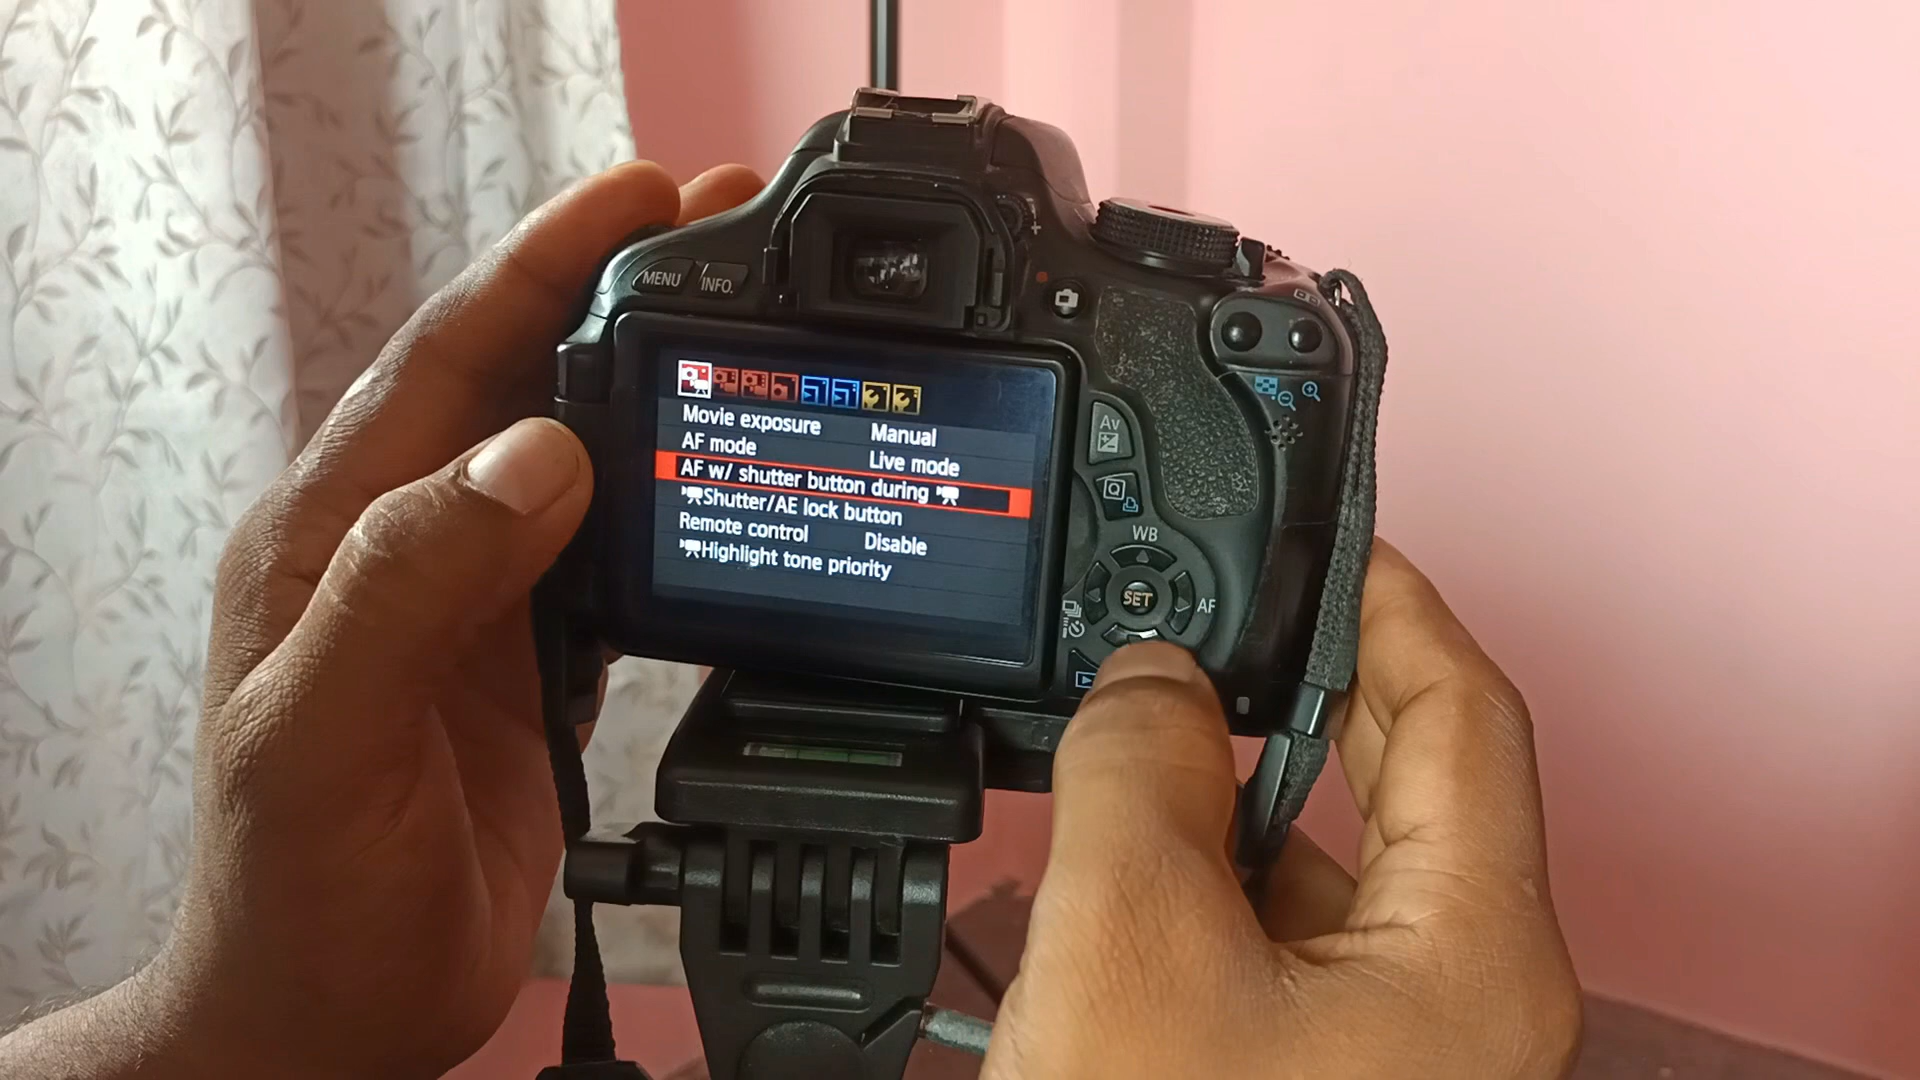 MENU INFO.
Movie exposure Manual
AF mode Live mode
AF w/ shutter button during
Shutter/AE lock button
Remote control Disable
Highlight tone priority
Av
Q
WB
SET
AF